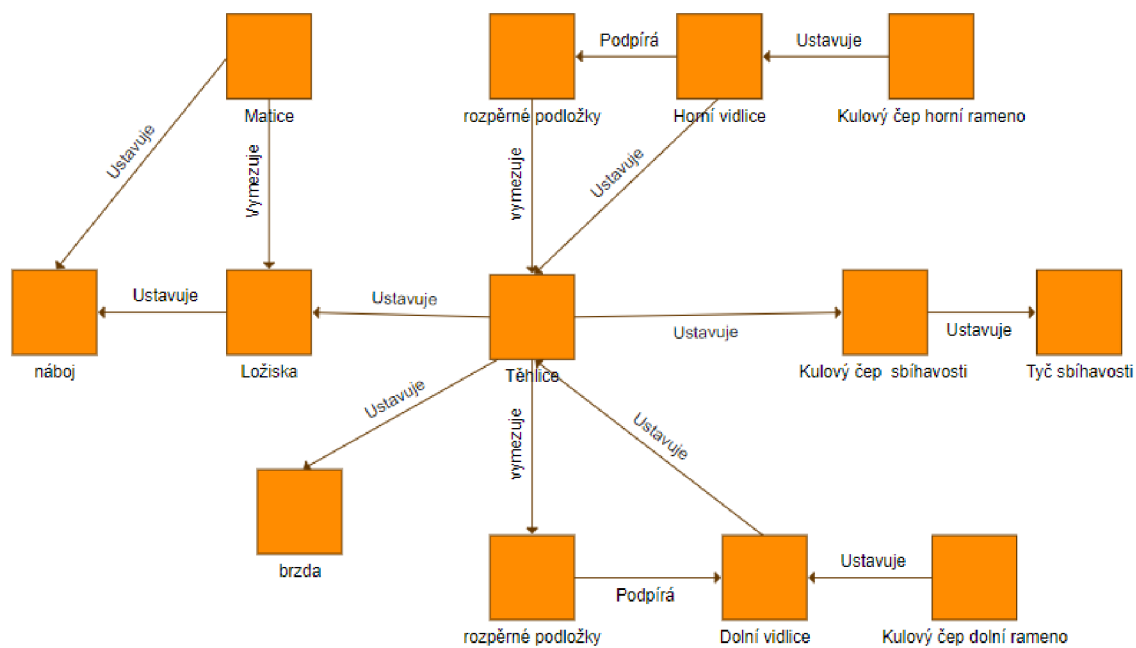 Podpírá
Ustavuje
Matice
rozpěrné podložky
Horní vidlice
Kulový čep horní rameno
Ustavuje
Vymezuje
vymezuje
Ustavuje
Ustavuje
Ustavuje
Ustavuje
Ustavuje
náboj
Ložiska
Těhlice
Kulový čep sbíhavosti
Tyč sbíhavosti
Ustavuje
vymezuje
Ustavuje
brzda
Ustavuje
Podpírá
rozpěrné podložky
Dolní vidlice
Kulový čep dolní rameno